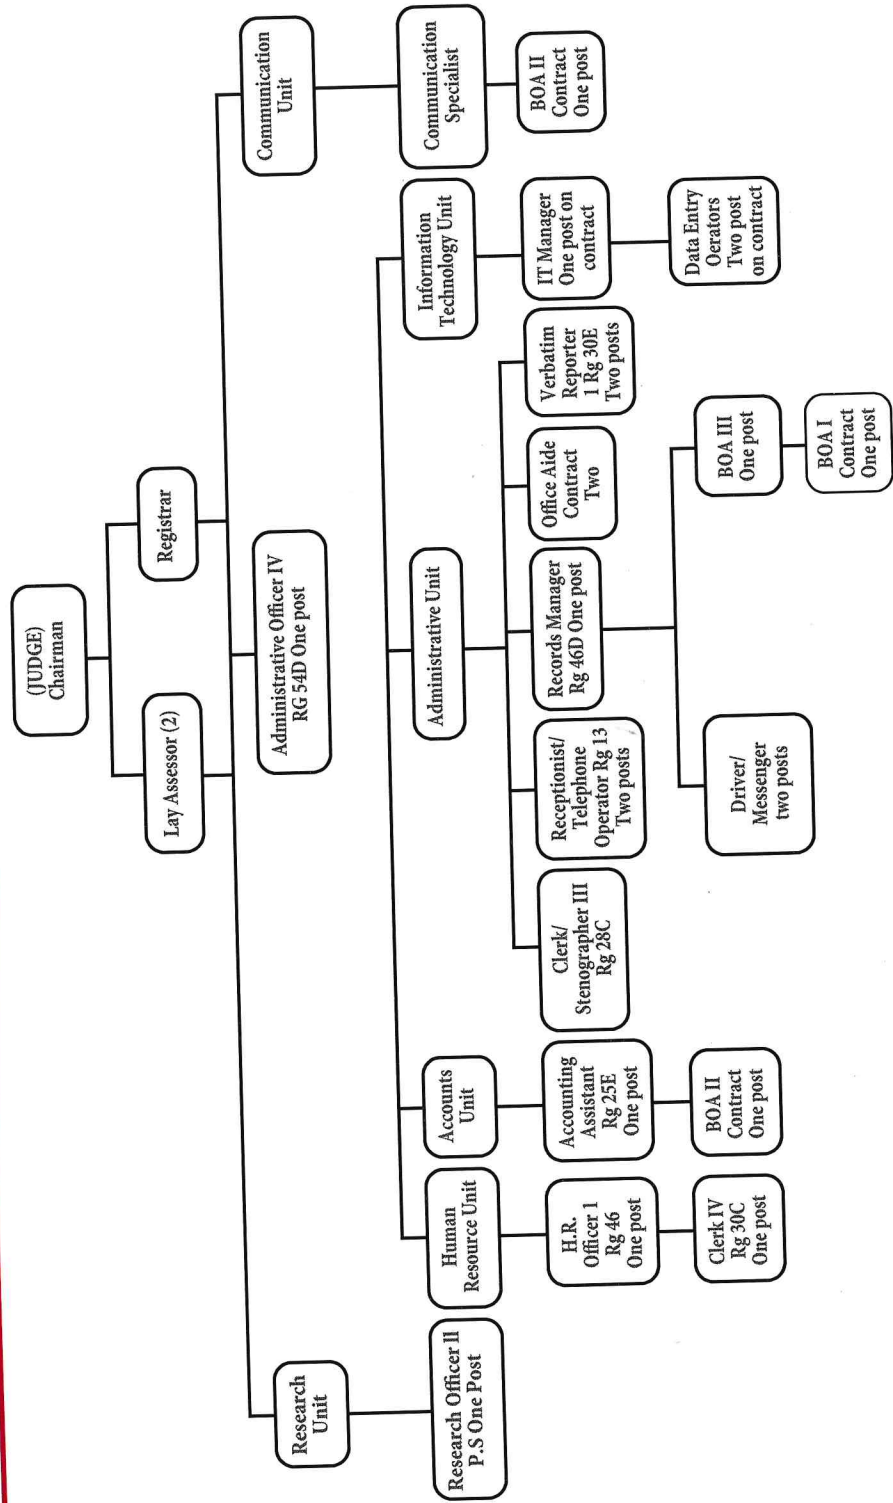 (JUDGE)
Chairman
Lay Assessor (2)
Registrar
Research
Unit
Administrative Officer IV
RG 54D One post
Communication
Unit
Research Officer II
P.S One Post
Human
Resource Unit
Accounts
Unit
Administrative Unit
Information
Technology Unit
Communication
Specialist
H.R.
Officer 1
Rg 46
One post
Accounting
Assistant
Rg 25E
One post
Clerk/
Stenographer III
Rg 28C
Receptionist/
Telephone
Operator Rg 13
Two posts
Records Manager
Rg 46D One post
Office Aide
Contract
Two
Verbatim
Reporter
1 Rg 30E
Two posts
IT Manager
One post on
contract
BOA II
Contract
One post
Clerk IV
Rg 30C
One post
BOA II
Contract
One post
Driver/
Messenger
two posts
BOA III
One post
Data Entry
Oerators
Two post
on contract
BOA I
Contract
One post